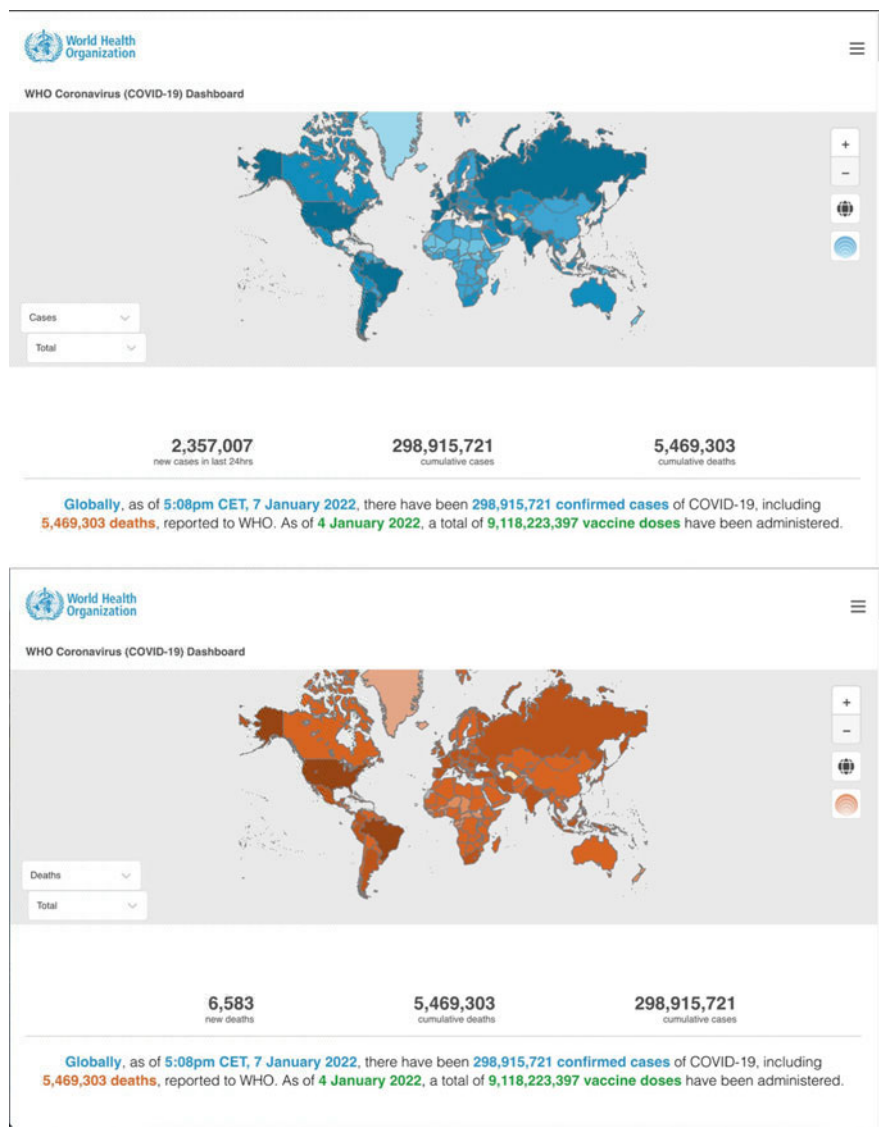 World Health
Organization
WHO Coronavirus (COVID-19) Dashboard
+
−
Cases
Total
2,357,007
new cases in last 24hrs
298,915,721
cumulative cases
5,469,303
cumulative deaths
Globally, as of 5:08pm CET, 7 January 2022, there have been 298,915,721 confirmed cases of COVID-19, including
5,469,303 deaths, reported to WHO. As of 4 January 2022, a total of 9,118,223,397 vaccine doses have been administered.
World Health
Organization
WHO Coronavirus (COVID-19) Dashboard
+
−
Deaths
Total
6,583
new deaths
5,469,303
cumulative deaths
298,915,721
cumulative cases
Globally, as of 5:08pm CET, 7 January 2022, there have been 298,915,721 confirmed cases of COVID-19, including
5,469,303 deaths, reported to WHO. As of 4 January 2022, a total of 9,118,223,397 vaccine doses have been administered.